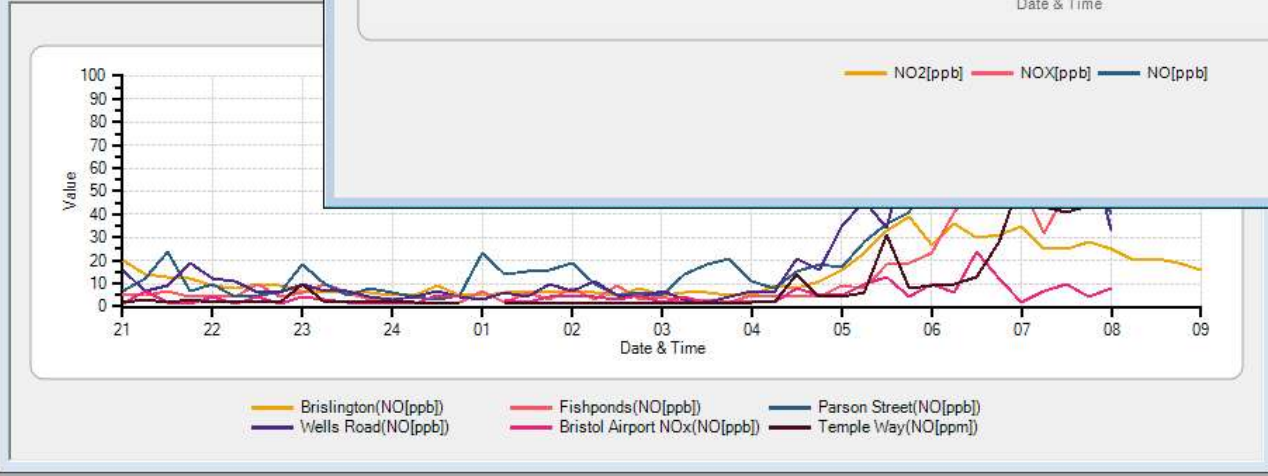 Date & Time
NO2[ppb] NOX[ppb] NO[ppb]
100
90
80
70
60
50
40
30
20
10
0
Value
21 22 23 24 01 02 03 04 05 06 07 08 09
Date & Time
Brislington(NO[ppb]) Fishponds(NO[ppb]) Parson Street(NO[ppb])
Wells Road(NO[ppb]) Bristol Airport NOx(NO[ppb]) Temple Way(NO[ppm])